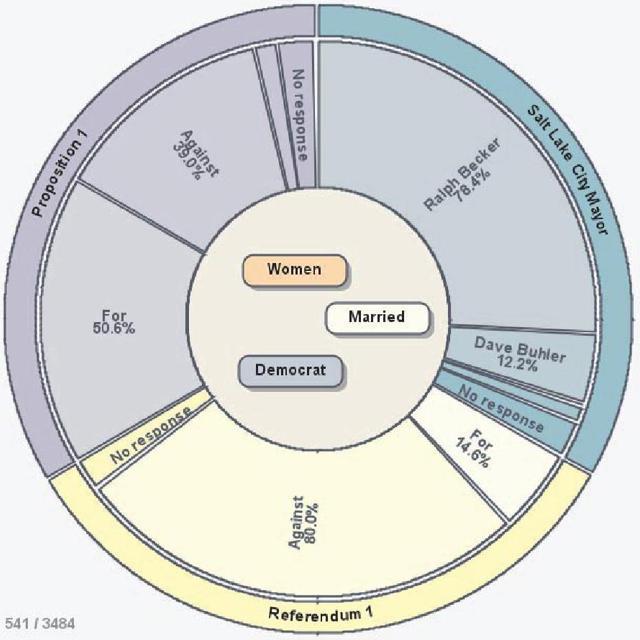 Proposition 1
Against
39.0%
No response
For
50.6%
Salt Lake City Mayor
Ralph Becker
78.4%
Dave Buhler
12.2%
No response
Women
Married
Democrat
For
14.6%
No response
Against
80.0%
Referendum 1
541 / 3484